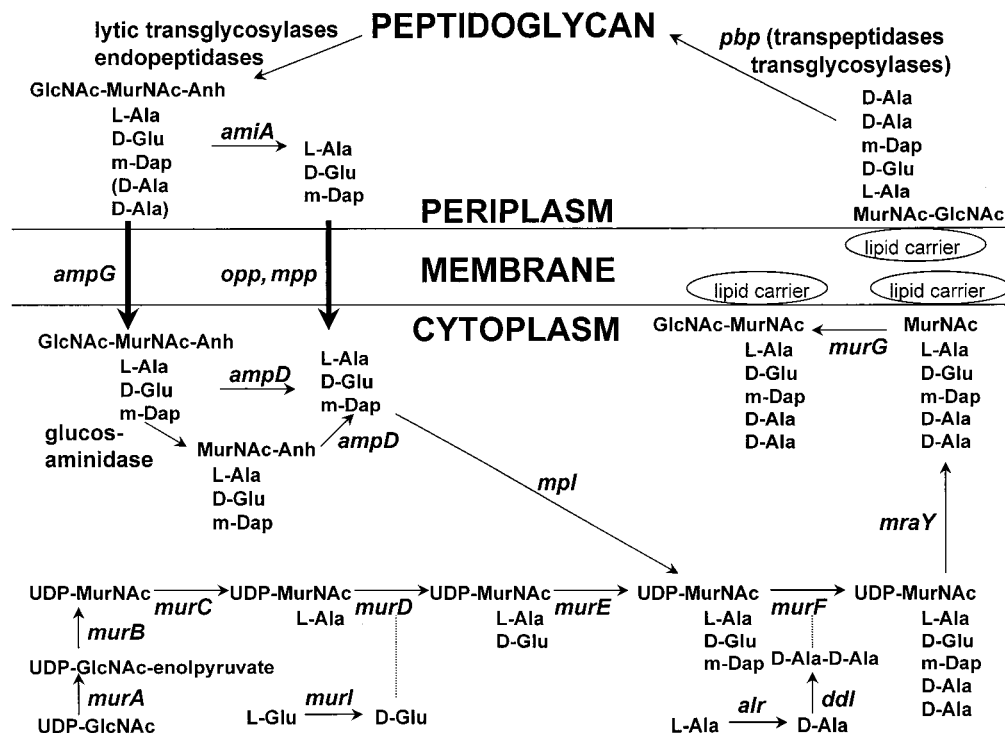 PEPTIDOGLYCAN
lytic transglycosylases
endopeptidases
pbp (transpeptidases
transglycosylases)
GlcNAc-MurNAc-Anh
L-Ala
D-Glu
m-Dap
(D-Ala
D-Ala)
amiA
L-Ala
D-Glu
m-Dap
D-Ala
D-Ala
m-Dap
D-Glu
L-Ala
MurNAc-GlcNAc
PERIPLASM
lipid carrier
ampG
opp, mpp
MEMBRANE
lipid carrier
lipid carrier
CYTOPLASM
GlcNAc-MurNAc-Anh
L-Ala
D-Glu
m-Dap
ampD
L-Ala
D-Glu
m-Dap
glucos-
aminidase
MurNAc-Anh
L-Ala
D-Glu
m-Dap
ampD
GlcNAc-MurNAc
L-Ala
D-Glu
m-Dap
D-Ala
D-Ala
murG
MurNAc
L-Ala
D-Glu
m-Dap
D-Ala
D-Ala
mpl
mraY
UDP-MurNAc
murC
UDP-MurNAc
L-Ala
murD
UDP-MurNAc
L-Ala
D-Glu
murE
UDP-MurNAc
L-Ala
D-Glu
m-Dap
murF
UDP-MurNAc
L-Ala
D-Glu
m-Dap
D-Ala
D-Ala
murB
UDP-GlcNAc-enolpyruvate
murA
UDP-GlcNAc
L-Glu
murI
D-Glu
D-Ala-D-Ala
ddl
L-Ala
alr
D-Ala